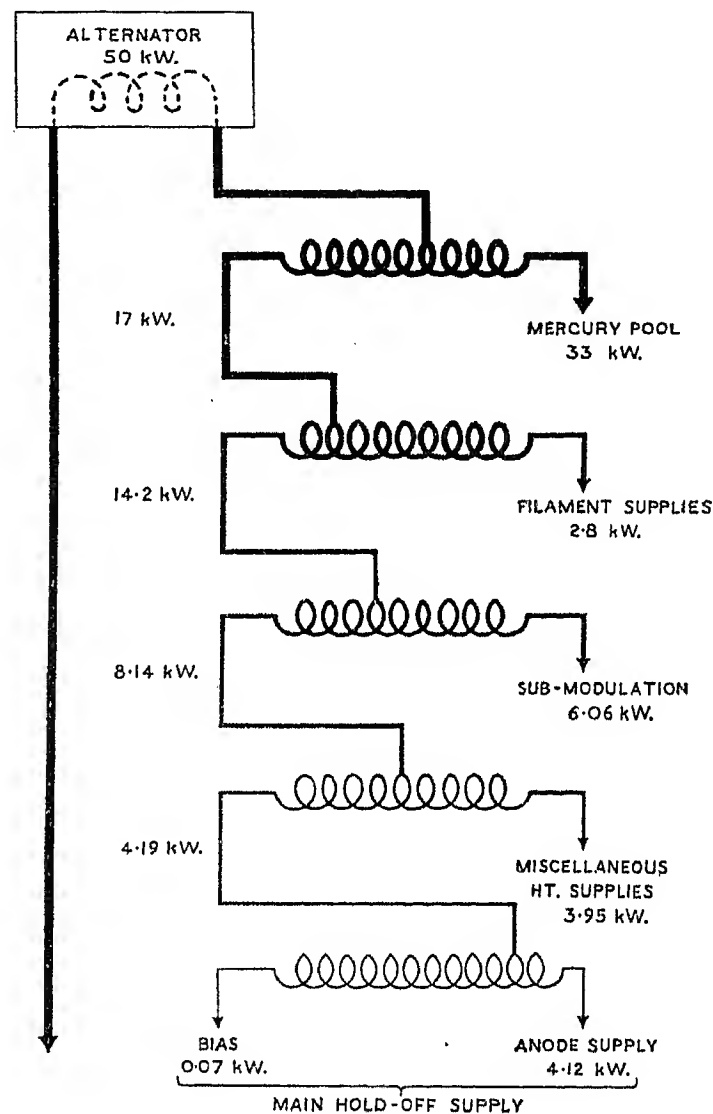 ALTERNATOR
50 kW.
17 kW.
MERCURY POOL
33 kW.
14·2 kW.
FILAMENT SUPPLIES
2·8 kW.
8·14 kW.
SUB-MODULATION
6·06 kW.
4·19 kW.
MISCELLANEOUS
HT. SUPPLIES
3·95 kW.
BIAS
0·07 kW.
ANODE SUPPLY
4·12 kW.
MAIN HOLD-OFF SUPPLY